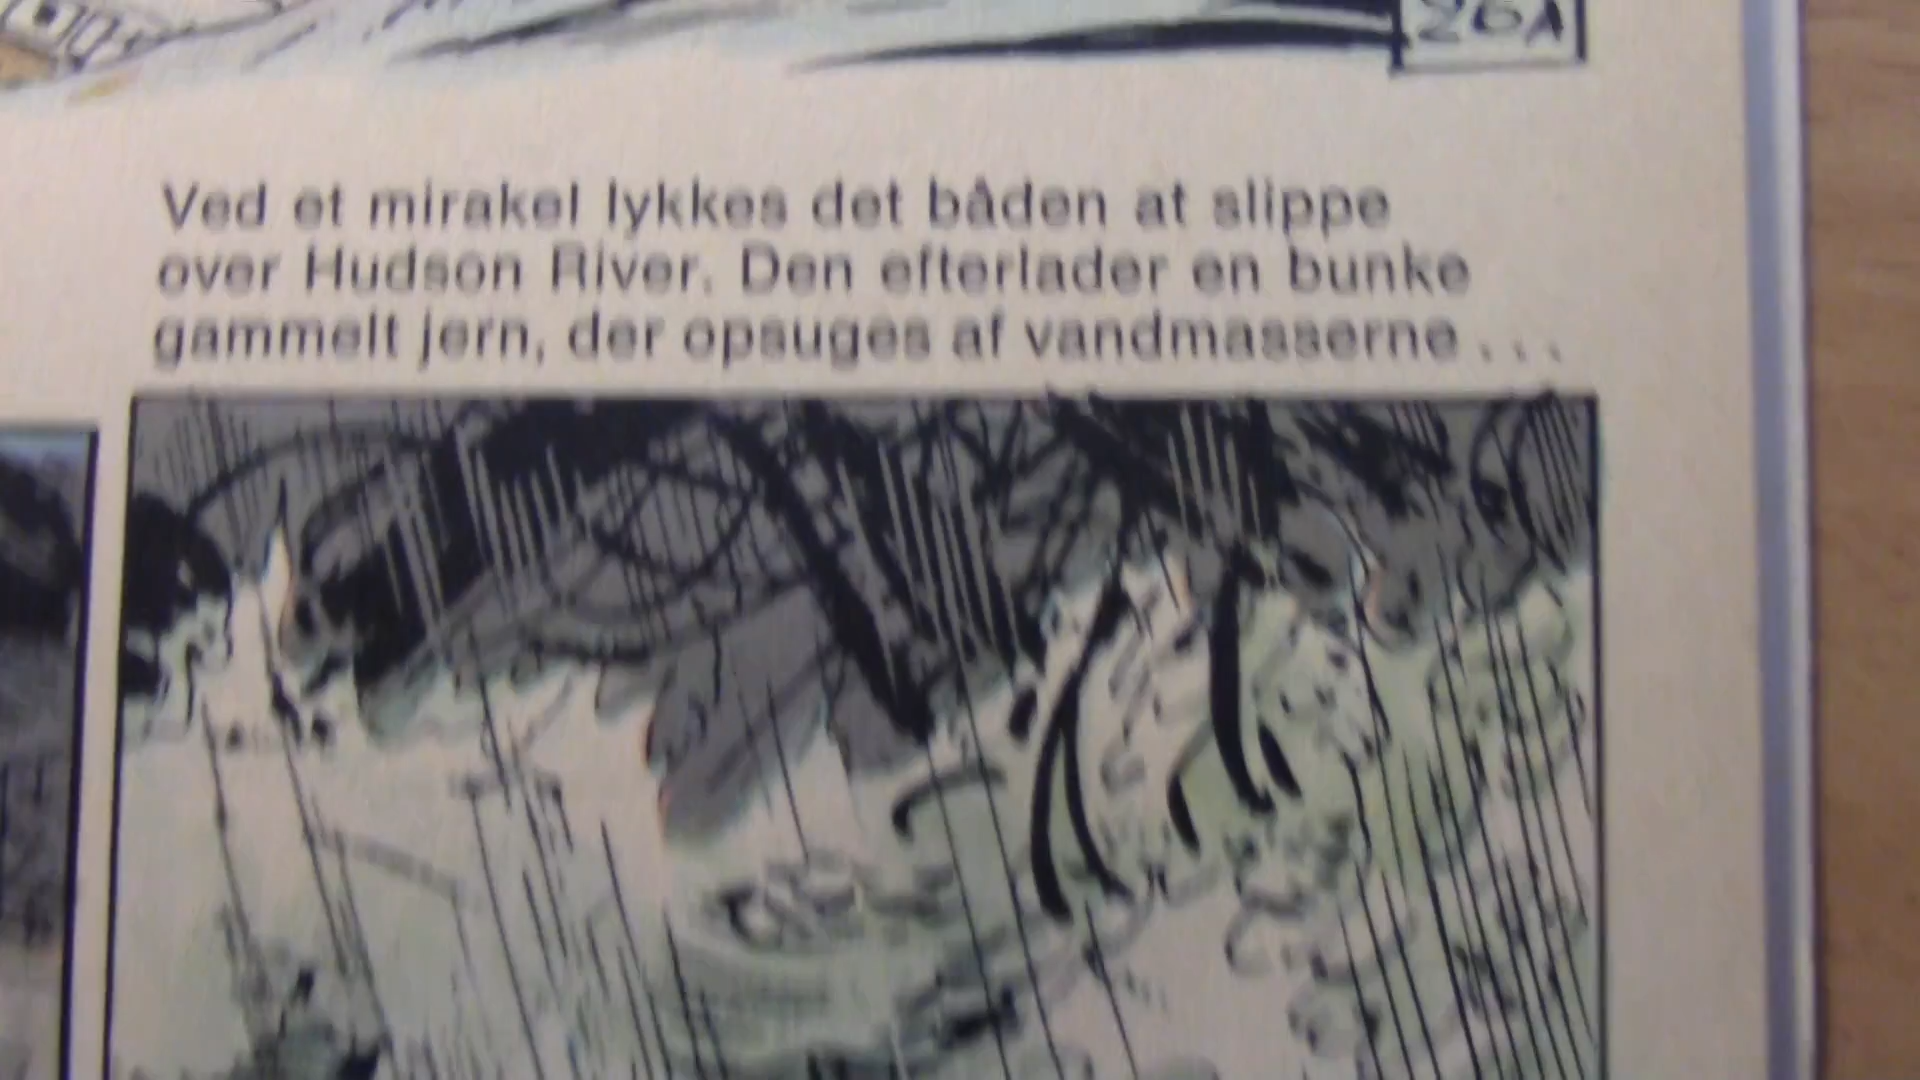 26A
Ved et mirakel lykkes det båden at slippe
over Hudson River. Den efterlader en bunke
gammelt jern, der opsuges af vandmasserne...